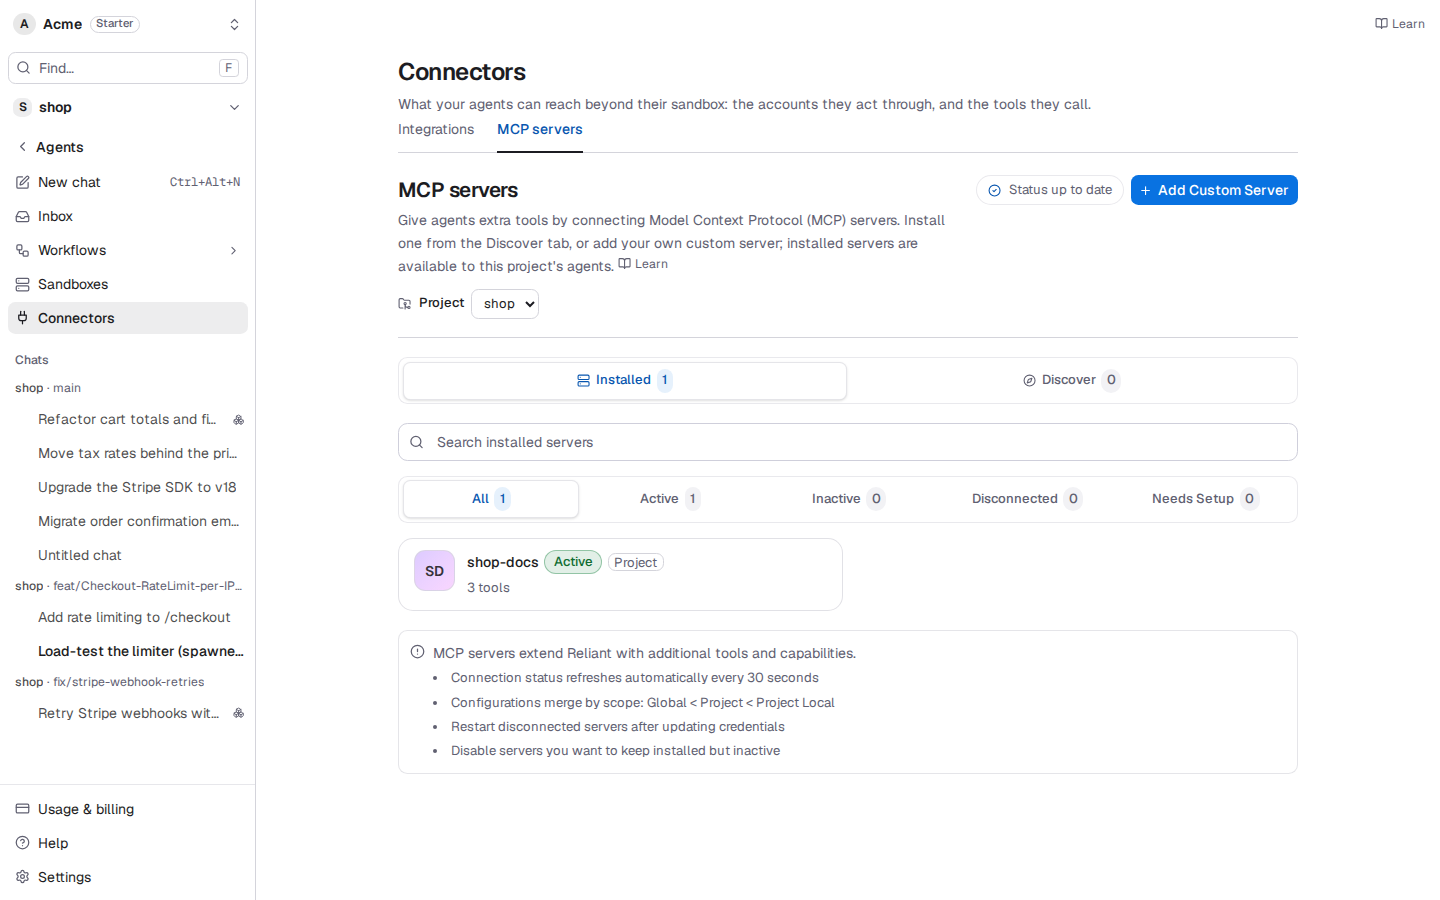 A Acme Starter
Find... F
S shop
Agents
New chat Ctrl+Alt+N
Inbox
Workflows
Sandboxes
Connectors
Chats
shop · main
Refactor cart totals and fi...
Move tax rates behind the pri...
Upgrade the Stripe SDK to v18
Migrate order confirmation em...
Untitled chat
shop · feat/Checkout-RateLimit-per-IP...
Add rate limiting to /checkout
Load-test the limiter (spawne...
shop · fix/stripe-webhook-retries
Retry Stripe webhooks wit...
Usage & billing
Help
Settings
Learn
Connectors
What your agents can reach beyond their sandbox: the accounts they act through, and the tools they call.
Integrations MCP servers
MCP servers
Status up to date
Add Custom Server
Give agents extra tools by connecting Model Context Protocol (MCP) servers. Install
one from the Discover tab, or add your own custom server; installed servers are
available to this project's agents. Learn
Project shop
Installed 1 Discover 0
Search installed servers
All 1 Active 1 Inactive 0 Disconnected 0 Needs Setup 0
SD shop-docs Active Project
3 tools
MCP servers extend Reliant with additional tools and capabilities.
• Connection status refreshes automatically every 30 seconds
• Configurations merge by scope: Global < Project < Project Local
• Restart disconnected servers after updating credentials
• Disable servers you want to keep installed but inactive